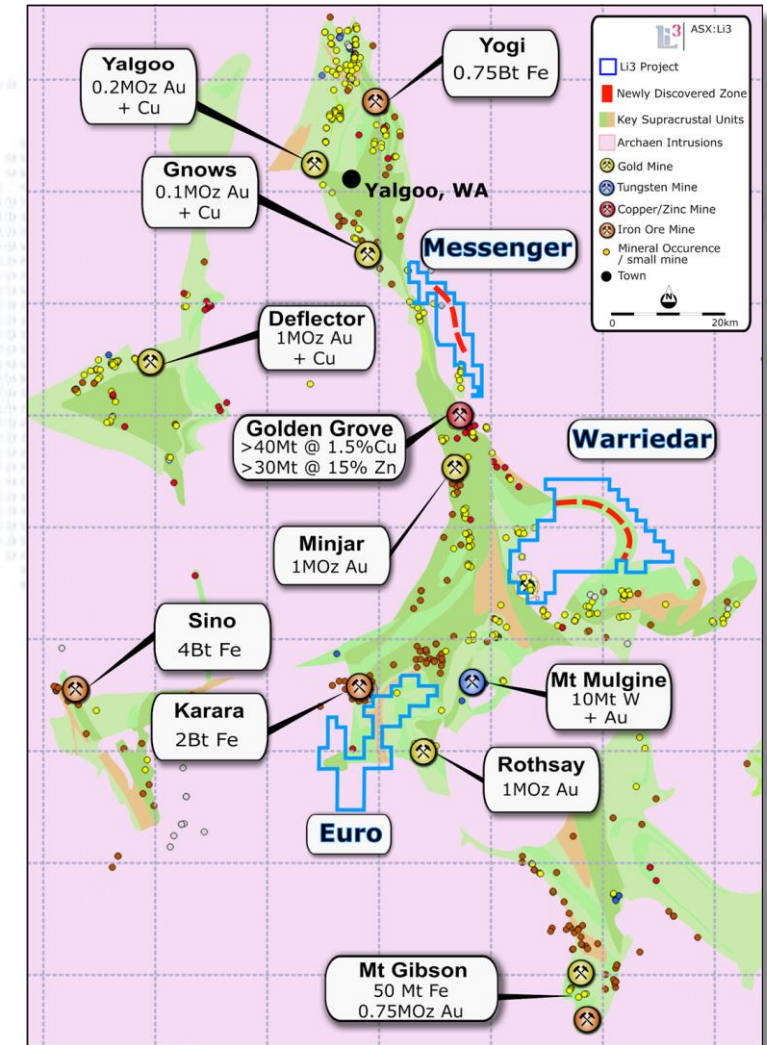 Li³ ASX:Li3
Li3 Project
Newly Discovered Zone
Key Supracrustal Units
Archaen Intrusions
Gold Mine
Tungsten Mine
Copper/Zinc Mine
Iron Ore Mine
Mineral Occurence
/ small mine
Town
N
0 20km
Yalgoo
0.2MOz Au
+ Cu
Yogi
0.75Bt Fe
Gnows
0.1MOz Au
+ Cu
Yalgoo, WA
Messenger
Deflector
1MOz Au
+ Cu
Golden Grove
>40Mt @ 1.5%Cu
>30Mt @ 15% Zn
Warriedar
Minjar
1MOz Au
Sino
4Bt Fe
Karara
2Bt Fe
Mt Mulgine
10Mt W
+ Au
Rothsay
1MOz Au
Euro
Mt Gibson
50 Mt Fe
0.75MOz Au